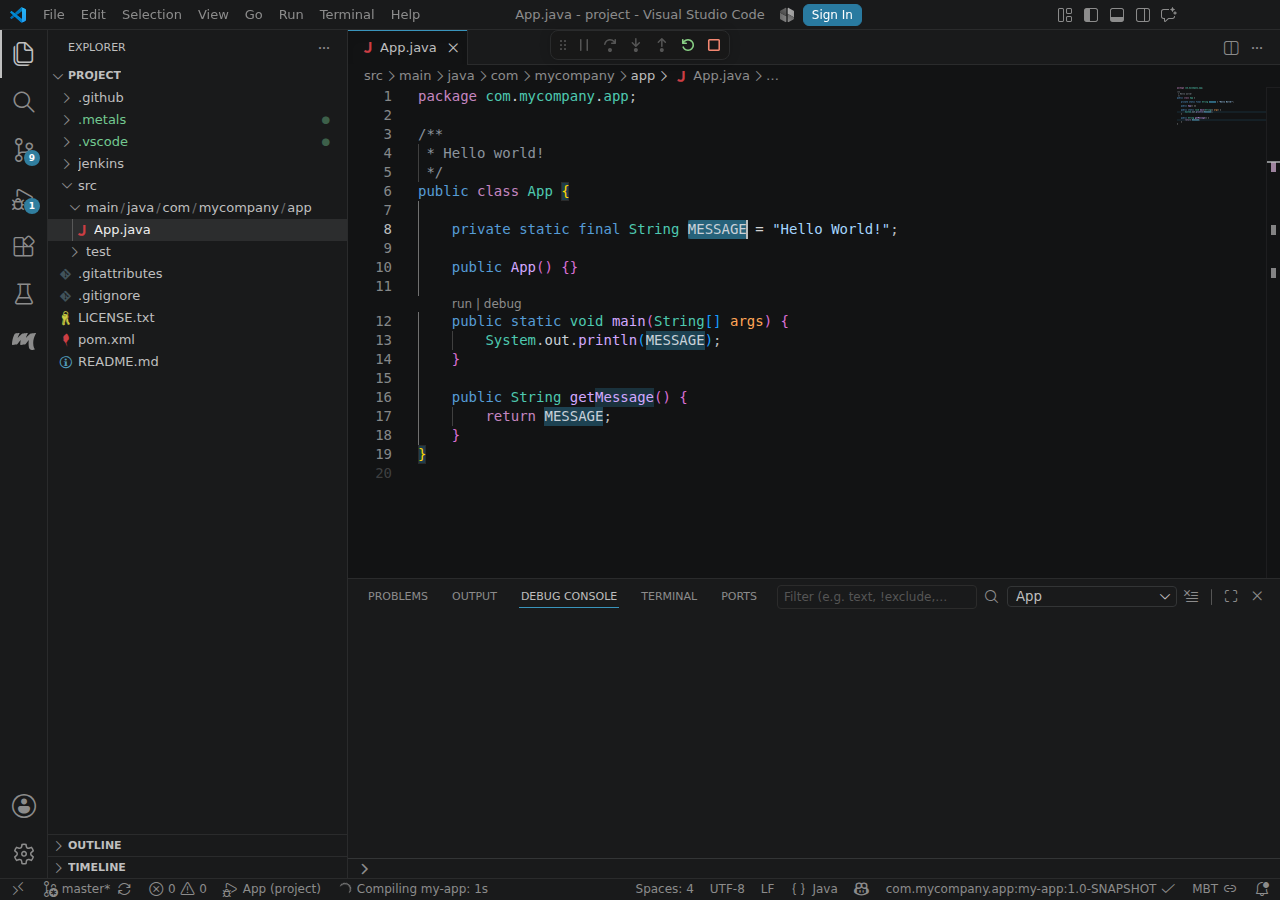 File Edit Selection View Go Run Terminal Help
App.java - project - Visual Studio Code
Sign In
EXPLORER
PROJECT
.github
.metals
.vscode
jenkins
src
main/java/com/mycompany/app
App.java
test
.gitattributes
.gitignore
LICENSE.txt
pom.xml
README.md
OUTLINE
TIMELINE
9
1
App.java
src > main > java > com > mycompany > app > App.java > ...
1 package com.mycompany.app;
2
3 /**
4  * Hello world!
5  */
6 public class App {
7
8     private static final String MESSAGE = "Hello World!";
9
10     public App() {}
11
run | debug
12     public static void main(String[] args) {
13         System.out.println(MESSAGE);
14     }
15
16     public String getMessage() {
17         return MESSAGE;
18     }
19 }
20
PROBLEMS OUTPUT DEBUG CONSOLE TERMINAL PORTS
Filter (e.g. text, !exclude,...
App
master* 0 0 App (project) Compiling my-app: 1s
Spaces: 4 UTF-8 LF { } Java com.mycompany.app:my-app:1.0-SNAPSHOT MBT